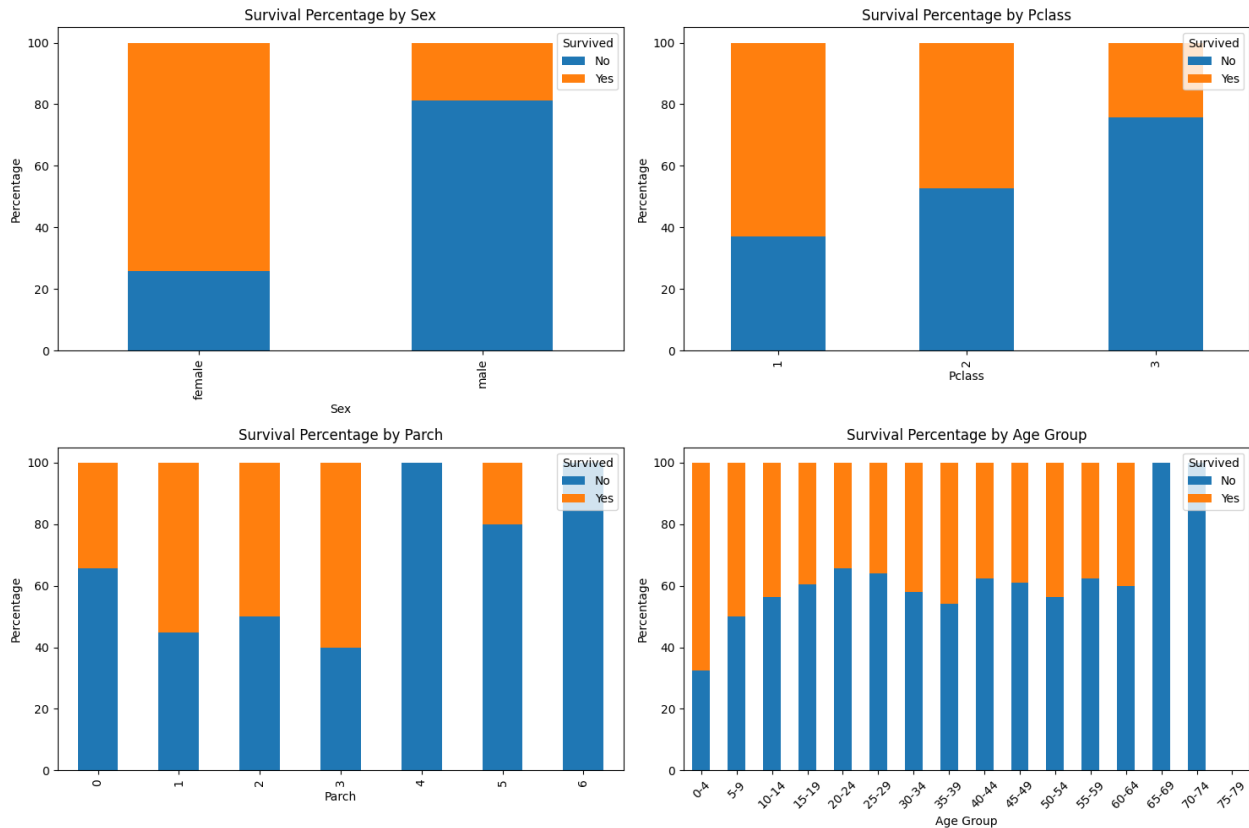 Survival Percentage by Sex
Percentage
100
80
60
40
20
0
Survived
No
Yes
female
male
Sex
Survival Percentage by Pclass
Percentage
100
80
60
40
20
0
Survived
No
Yes
1
2
3
Pclass
Survival Percentage by Parch
Percentage
100
80
60
40
20
0
Survived
No
Yes
0
1
2
3
4
5
6
Parch
Survival Percentage by Age Group
Percentage
100
80
60
40
20
0
Survived
No
Yes
0-4
5-9
10-14
15-19
20-24
25-29
30-34
35-39
40-44
45-49
50-54
55-59
60-64
65-69
70-74
75-79
Age Group